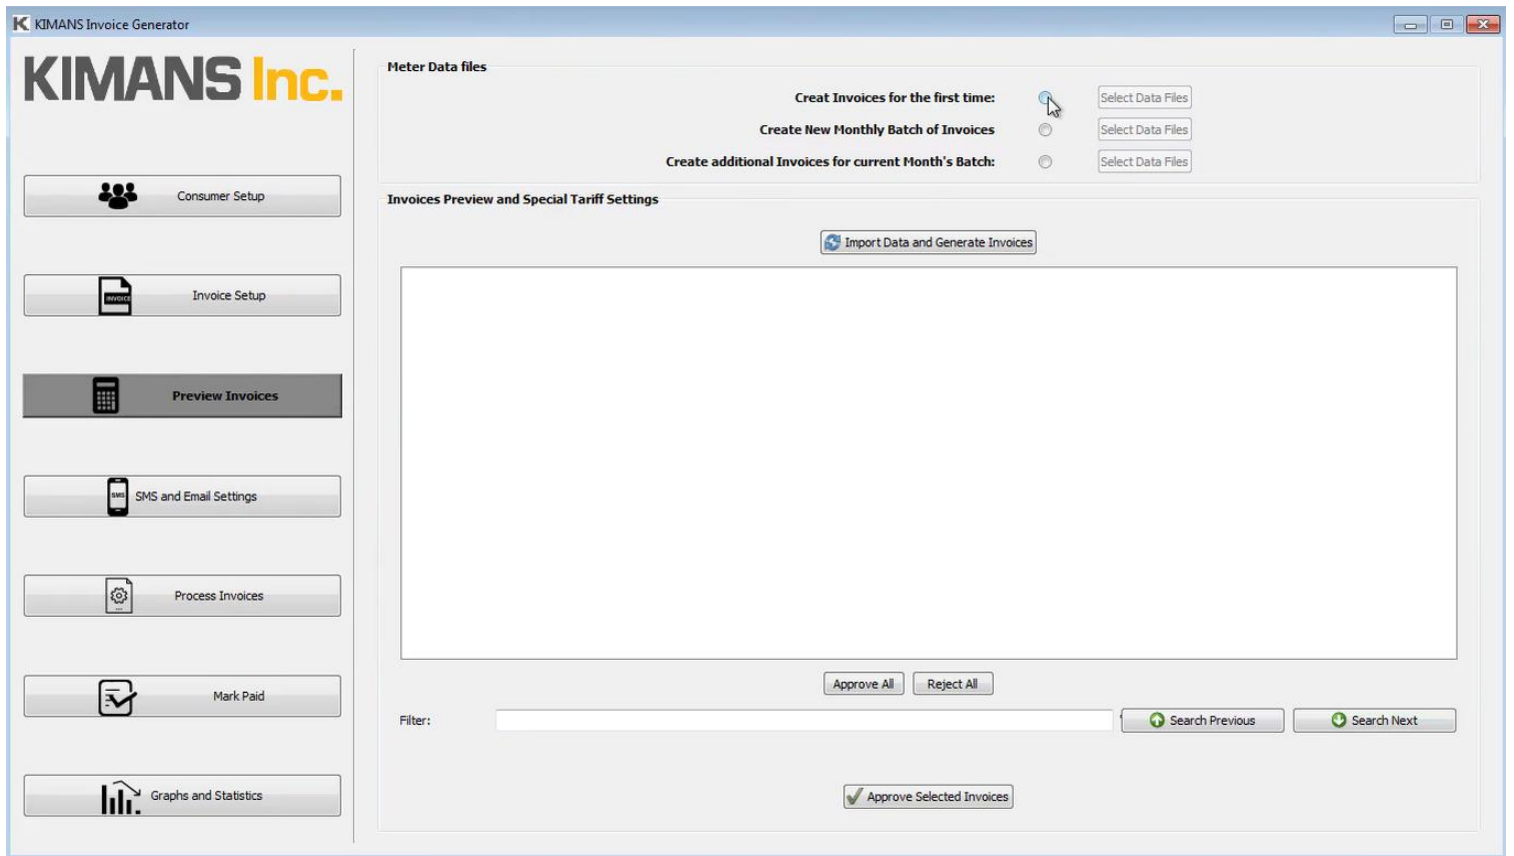 KIMANS Invoice Generator
KIMANS Inc.
Consumer Setup
INVOICE
Invoice Setup
Preview Invoices
SMS
SMS and Email Settings
Process Invoices
Mark Paid
Graphs and Statistics
Meter Data files
Creat Invoices for the first time:
Select Data Files
Create New Monthly Batch of Invoices
Select Data Files
Create additional Invoices for current Month's Batch:
Select Data Files
Invoices Preview and Special Tariff Settings
Import Data and Generate Invoices
Approve All
Reject All
Filter:
Search Previous
Search Next
Approve Selected Invoices